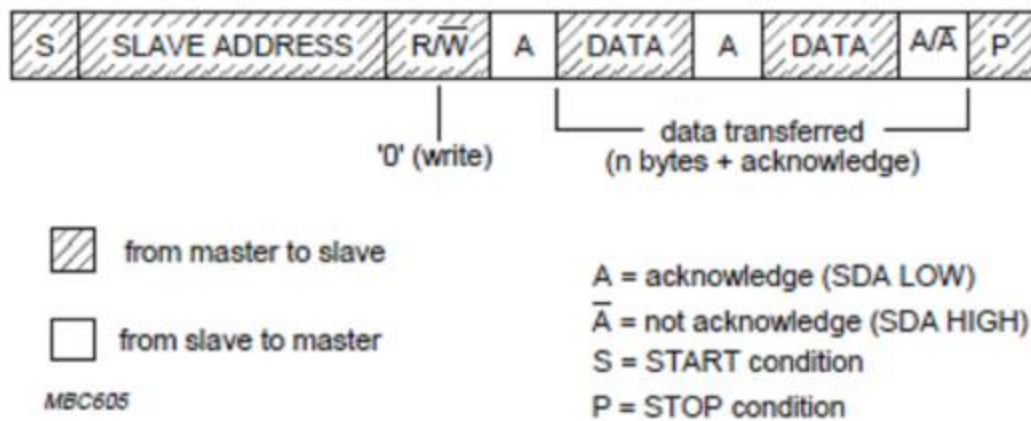 S SLAVE ADDRESS R/W̅ A DATA A DATA A/A̅ P
'0' (write)
data transferred
(n bytes + acknowledge)
from master to slave
from slave to master
MBC605
A = acknowledge (SDA LOW)
A̅ = not acknowledge (SDA HIGH)
S = START condition
P = STOP condition